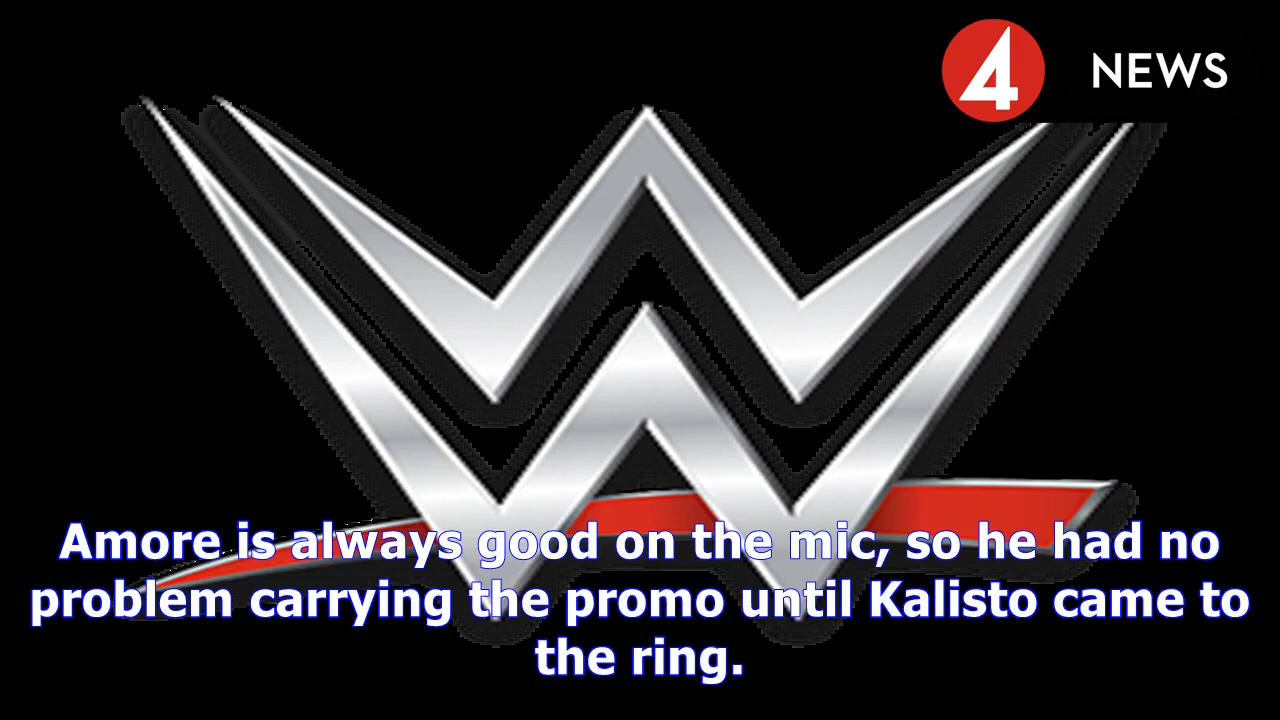 4 NEWS
Amore is always good on the mic, so he had no
problem carrying the promo until Kalisto came to
the ring.